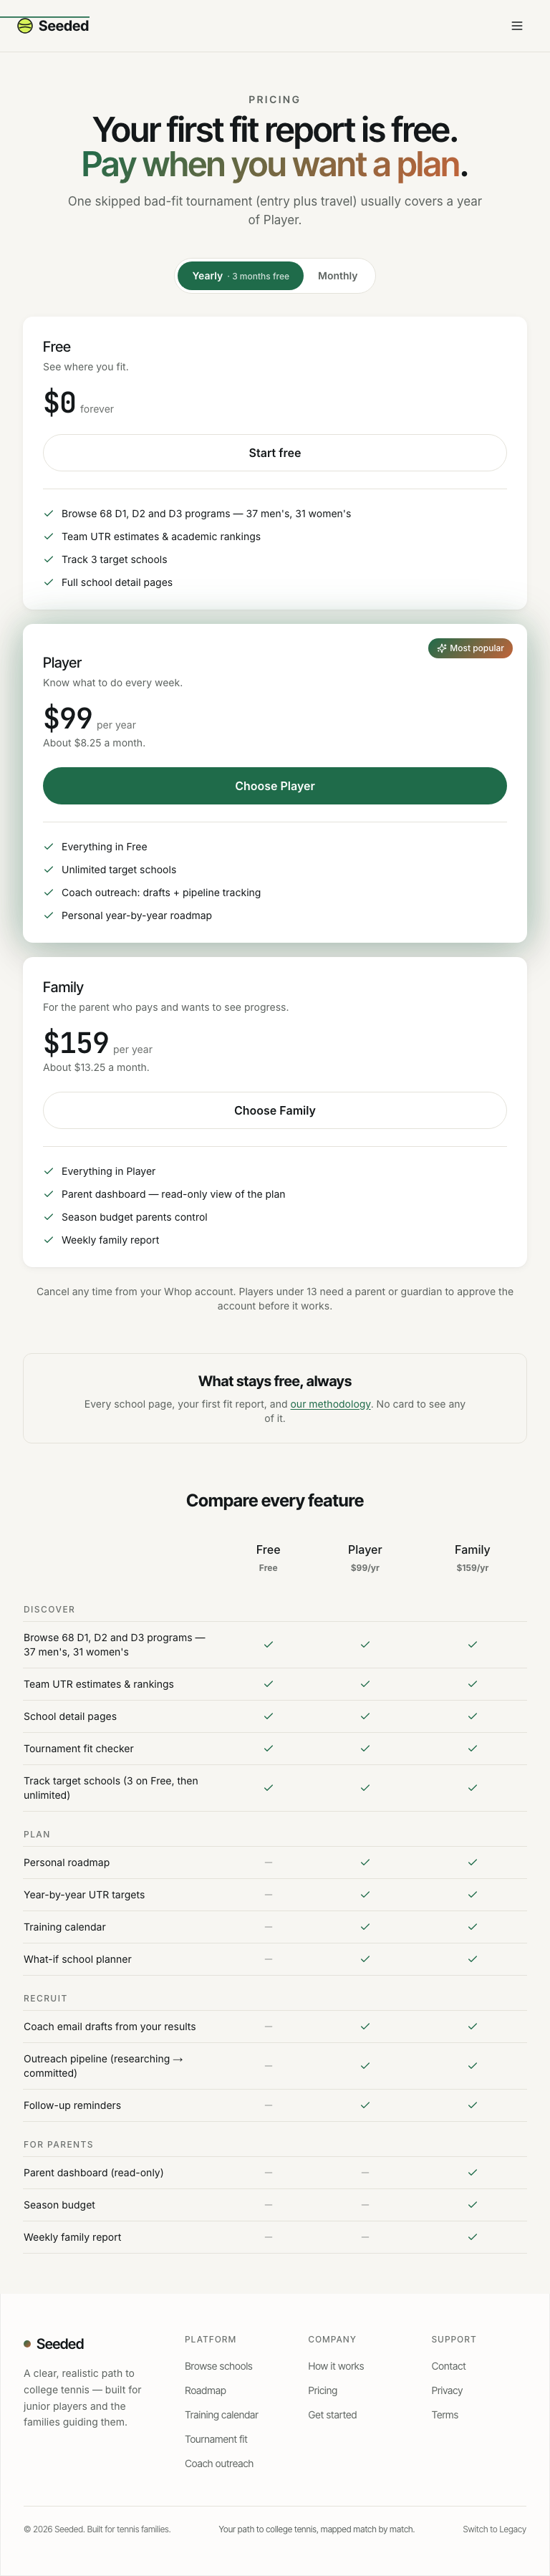 Seeded
PRICING
Your first fit report is free.
Pay when you want a plan.
One skipped bad-fit tournament (entry plus travel) usually covers a year
of Player.
Yearly · 3 months free Monthly
Free
See where you fit.
$0 forever
Start free
Browse 68 D1, D2 and D3 programs — 37 men's, 31 women's
Team UTR estimates & academic rankings
Track 3 target schools
Full school detail pages
Most popular
Player
Know what to do every week.
$99 per year
About $8.25 a month.
Choose Player
Everything in Free
Unlimited target schools
Coach outreach: drafts + pipeline tracking
Personal year-by-year roadmap
Family
For the parent who pays and wants to see progress.
$159 per year
About $13.25 a month.
Choose Family
Everything in Player
Parent dashboard — read-only view of the plan
Season budget parents control
Weekly family report
Cancel any time from your Whop account. Players under 13 need a parent or guardian to approve the
account before it works.
What stays free, always
Every school page, your first fit report, and our methodology. No card to see any
of it.
Compare every feature
Free Player Family
Free $99/yr $159/yr
DISCOVER
Browse 68 D1, D2 and D3 programs —
37 men's, 31 women's
Team UTR estimates & rankings
School detail pages
Tournament fit checker
Track target schools (3 on Free, then
unlimited)
PLAN
Personal roadmap
Year-by-year UTR targets
Training calendar
What-if school planner
RECRUIT
Coach email drafts from your results
Outreach pipeline (researching →
committed)
Follow-up reminders
FOR PARENTS
Parent dashboard (read-only)
Season budget
Weekly family report
Seeded
A clear, realistic path to
college tennis — built for
junior players and the
families guiding them.
PLATFORM
Browse schools
Roadmap
Training calendar
Tournament fit
Coach outreach
COMPANY
How it works
Pricing
Get started
SUPPORT
Contact
Privacy
Terms
© 2026 Seeded. Built for tennis families.
Your path to college tennis, mapped match by match.
Switch to Legacy